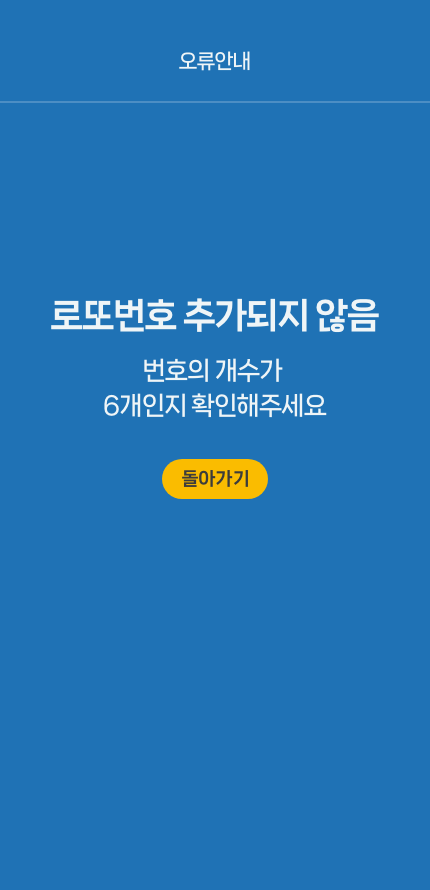 오류안내
로또번호 추가되지 않음
번호의 개수가
6개인지 확인해주세요
돌아가기